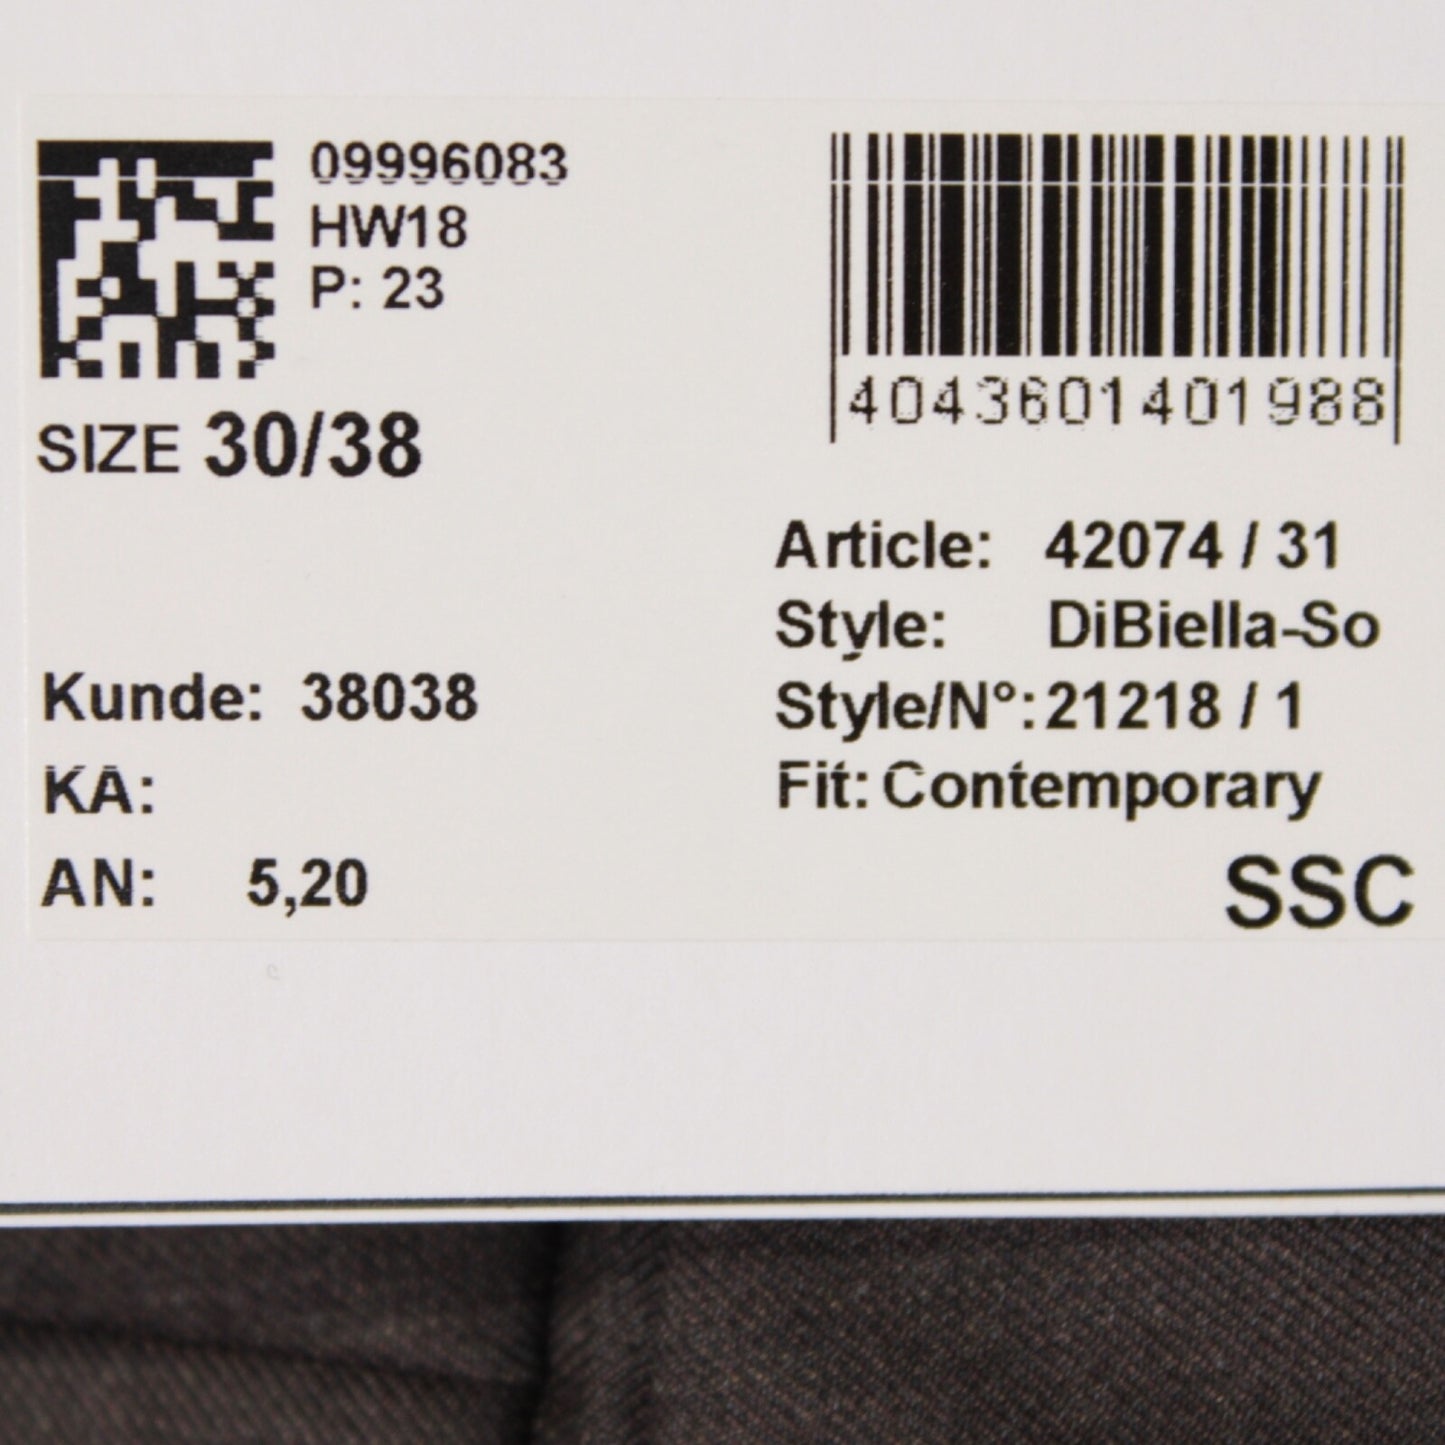 09996083
HW18
P: 23
SIZE 30/38
4043601401988
Article: 42074 / 31
Style: DiBiella-So
Style/N°: 21218 / 1
Fit: Contemporary
SSC
Kunde: 38038
KA:
AN: 5,20